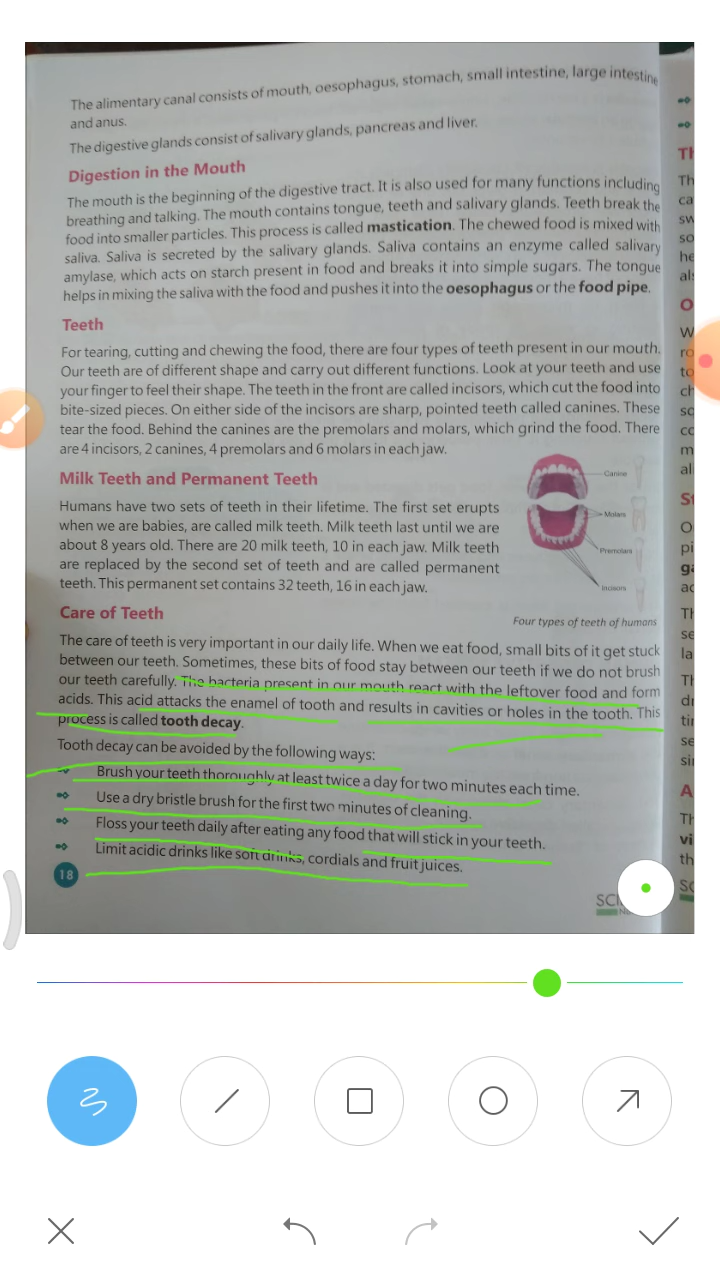 The alimentary canal consists of mouth, oesophagus, stomach, small intestine, large intestine
and anus.
The digestive glands consist of salivary glands, pancreas and liver.
Digestion in the Mouth
The mouth is the beginning of the digestive tract. It is also used for many functions including
breathing and talking. The mouth contains tongue, teeth and salivary glands. Teeth break the
food into smaller particles. This process is called mastication. The chewed food is mixed with
saliva. Saliva is secreted by the salivary glands. Saliva contains an enzyme called salivary
amylase, which acts on starch present in food and breaks it into simple sugars. The tongue
helps in mixing the saliva with the food and pushes it into the oesophagus or the food pipe.
Teeth
For tearing, cutting and chewing the food, there are four types of teeth present in our mouth.
Our teeth are of different shape and carry out different functions. Look at your teeth and use
your finger to feel their shape. The teeth in the front are called incisors, which cut the food into
bite-sized pieces. On either side of the incisors are sharp, pointed teeth called canines. These
tear the food. Behind the canines are the premolars and molars, which grind the food. There
are 4 incisors, 2 canines, 4 premolars and 6 molars in each jaw.
Milk Teeth and Permanent Teeth
Humans have two sets of teeth in their lifetime. The first set erupts
when we are babies, are called milk teeth. Milk teeth last until we are
about 8 years old. There are 20 milk teeth, 10 in each jaw. Milk teeth
are replaced by the second set of teeth and are called permanent
teeth. This permanent set contains 32 teeth, 16 in each jaw.
Canine
Molars
Premolars
Incisors
Four types of teeth of humans
Care of Teeth
The care of teeth is very important in our daily life. When we eat food, small bits of it get stuck
between our teeth. Sometimes, these bits of food stay between our teeth if we do not brush
our teeth carefully. The bacteria present in our mouth react with the leftover food and form
acids. This acid attacks the enamel of tooth and results in cavities or holes in the tooth. This
process is called tooth decay.
Tooth decay can be avoided by the following ways:
Brush your teeth thoroughly at least twice a day for two minutes each time.
Use a dry bristle brush for the first two minutes of cleaning.
Floss your teeth daily after eating any food that will stick in your teeth.
Limit acidic drinks like soft drinks, cordials and fruit juices.
18